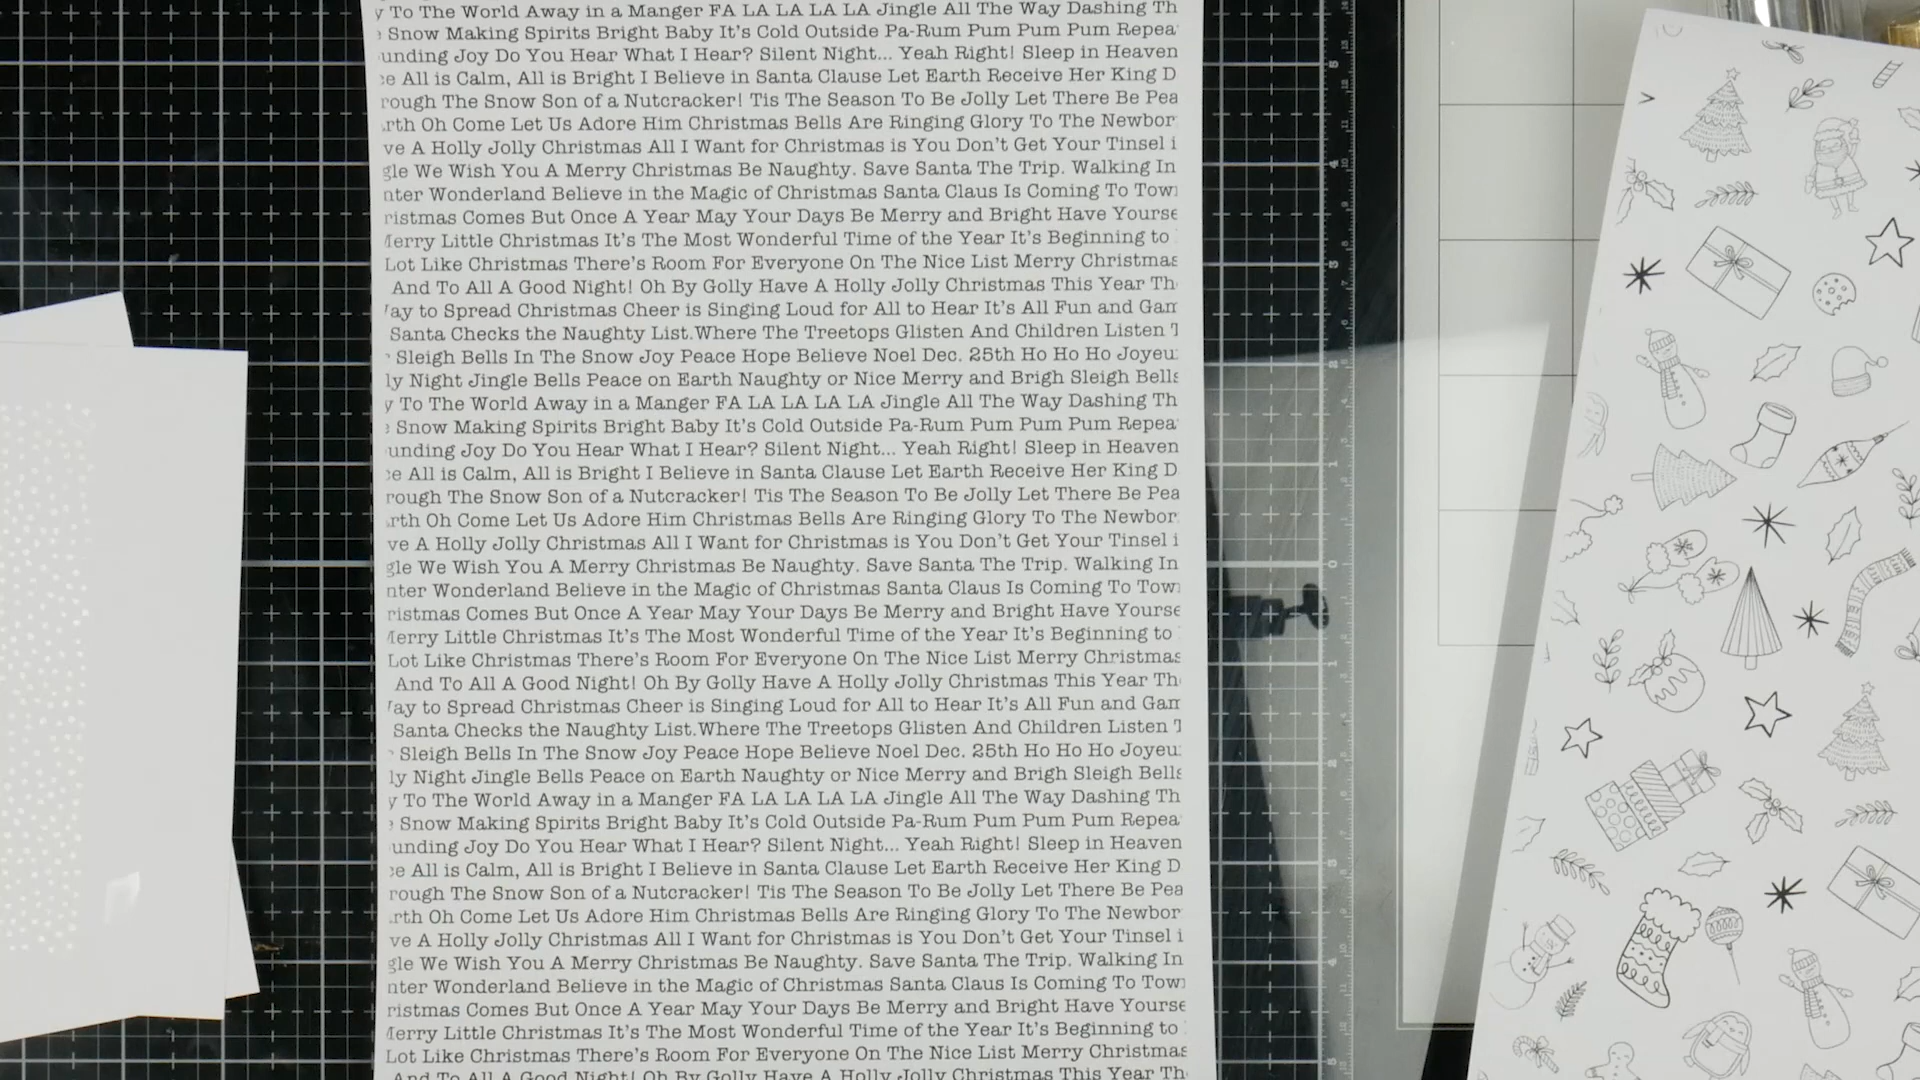 y To The World Away in a Manger FA LA LA LA LA Jingle All The Way Dashing Th
Snow Making Spirits Bright Baby It's Cold Outside Pa-Rum Pum Pum Pum Repea
unding Joy Do You Hear What I Hear? Silent Night... Yeah Right! Sleep in Heaven
e All is Calm, All is Bright I Believe in Santa Clause Let Earth Receive Her King D
rough The Snow Son of a Nutcracker! Tis The Season To Be Jolly Let There Be Pea
rth Oh Come Let Us Adore Him Christmas Bells Are Ringing Glory To The Newbor
ve A Holly Jolly Christmas All I Want for Christmas is You Don't Get Your Tinsel i
gle We Wish You A Merry Christmas Be Naughty. Save Santa The Trip. Walking In
nter Wonderland Believe in the Magic of Christmas Santa Claus Is Coming To Tow
ristmas Comes But Once A Year May Your Days Be Merry and Bright Have Yourse
Merry Little Christmas It's The Most Wonderful Time of the Year It's Beginning to
Lot Like Christmas There's Room For Everyone On The Nice List Merry Christmas
And To All A Good Night! Oh By Golly Have A Holly Jolly Christmas This Year Th
ay to Spread Christmas Cheer is Singing Loud for All to Hear It's All Fun and Gam
Santa Checks the Naughty List.Where The Treetops Glisten And Children Listen T
Sleigh Bells In The Snow Joy Peace Hope Believe Noel Dec. 25th Ho Ho Ho Joyeu
ly Night Jingle Bells Peace on Earth Naughty or Nice Merry and Brigh Sleigh Bells
y To The World Away in a Manger FA LA LA LA LA Jingle All The Way Dashing Th
Snow Making Spirits Bright Baby It's Cold Outside Pa-Rum Pum Pum Pum Repea
unding Joy Do You Hear What I Hear? Silent Night... Yeah Right! Sleep in Heaven
e All is Calm, All is Bright I Believe in Santa Clause Let Earth Receive Her King D
rough The Snow Son of a Nutcracker! Tis The Season To Be Jolly Let There Be Pea
rth Oh Come Let Us Adore Him Christmas Bells Are Ringing Glory To The Newbor
ve A Holly Jolly Christmas All I Want for Christmas is You Don't Get Your Tinsel i
gle We Wish You A Merry Christmas Be Naughty. Save Santa The Trip. Walking In
nter Wonderland Believe in the Magic of Christmas Santa Claus Is Coming To Tow
ristmas Comes But Once A Year May Your Days Be Merry and Bright Have Yourse
Merry Little Christmas It's The Most Wonderful Time of the Year It's Beginning to
Lot Like Christmas There's Room For Everyone On The Nice List Merry Christmas
And To All A Good Night! Oh By Golly Have A Holly Jolly Christmas This Year Th
ay to Spread Christmas Cheer is Singing Loud for All to Hear It's All Fun and Gam
Santa Checks the Naughty List.Where The Treetops Glisten And Children Listen T
Sleigh Bells In The Snow Joy Peace Hope Believe Noel Dec. 25th Ho Ho Ho Joyeu
ly Night Jingle Bells Peace on Earth Naughty or Nice Merry and Brigh Sleigh Bells
y To The World Away in a Manger FA LA LA LA LA Jingle All The Way Dashing Th
Snow Making Spirits Bright Baby It's Cold Outside Pa-Rum Pum Pum Pum Repea
unding Joy Do You Hear What I Hear? Silent Night... Yeah Right! Sleep in Heaven
e All is Calm, All is Bright I Believe in Santa Clause Let Earth Receive Her King D
rough The Snow Son of a Nutcracker! Tis The Season To Be Jolly Let There Be Pea
rth Oh Come Let Us Adore Him Christmas Bells Are Ringing Glory To The Newbor
ve A Holly Jolly Christmas All I Want for Christmas is You Don't Get Your Tinsel i
gle We Wish You A Merry Christmas Be Naughty. Save Santa The Trip. Walking In
nter Wonderland Believe in the Magic of Christmas Santa Claus Is Coming To Tow
ristmas Comes But Once A Year May Your Days Be Merry and Bright Have Yourse
Merry Little Christmas It's The Most Wonderful Time of the Year It's Beginning to
Lot Like Christmas There's Room For Everyone On The Nice List Merry Christmas
And To All A Good Night! Oh By Golly Have A Holly Jolly Christmas This Year Th